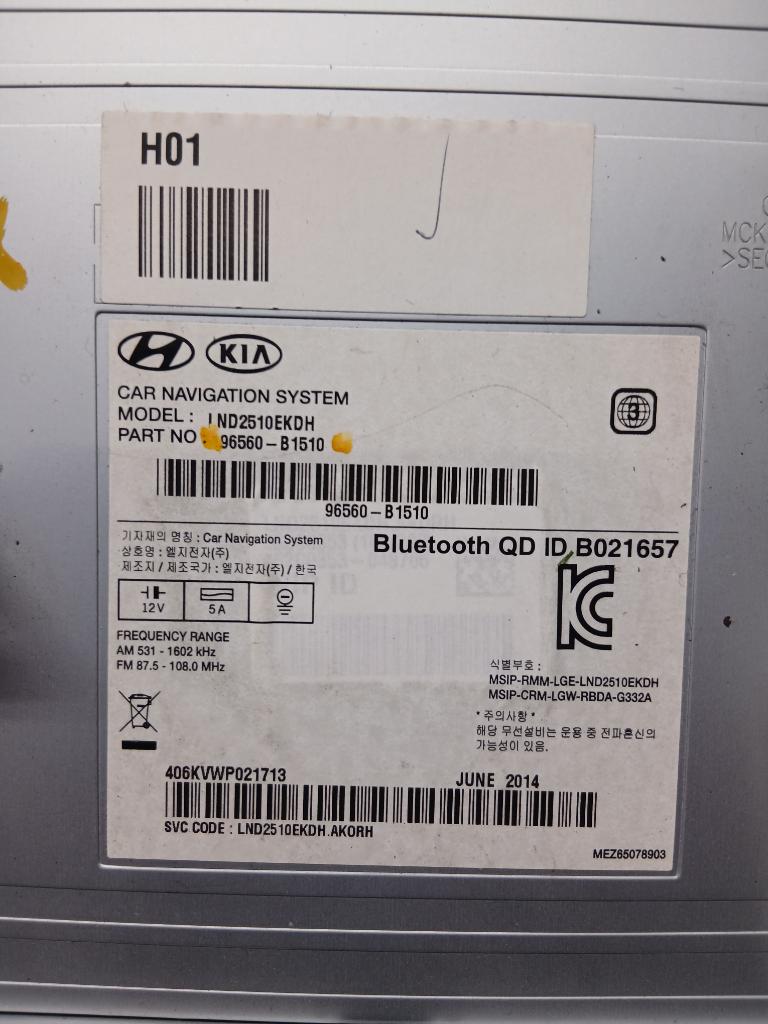 H01
MCK
>SEC
HYUNDAI KIA
CAR NAVIGATION SYSTEM
MODEL : LND2510EKDH
PART NO 96560-B1510
3
96560-B1510
기자재의 명칭 : Car Navigation System
상호명 : 엘지전자(주)
제조지 / 제조국가 : 엘지전자(주) / 한국
Bluetooth QD ID B021657
12V 5A
FREQUENCY RANGE
AM 531 - 1602 kHz
FM 87.5 - 108.0 MHz
식별부호 :
MSIP-RMM-LGE-LND2510EKDH
MSIP-CRM-LGW-RBDA-G332A
* 주의사항 *
해당 무선설비는 운용 중 전파혼신의
가능성이 있음.
406KVWP021713 JUNE 2014
SVC CODE : LND2510EKDH.AKORH
MEZ65078903